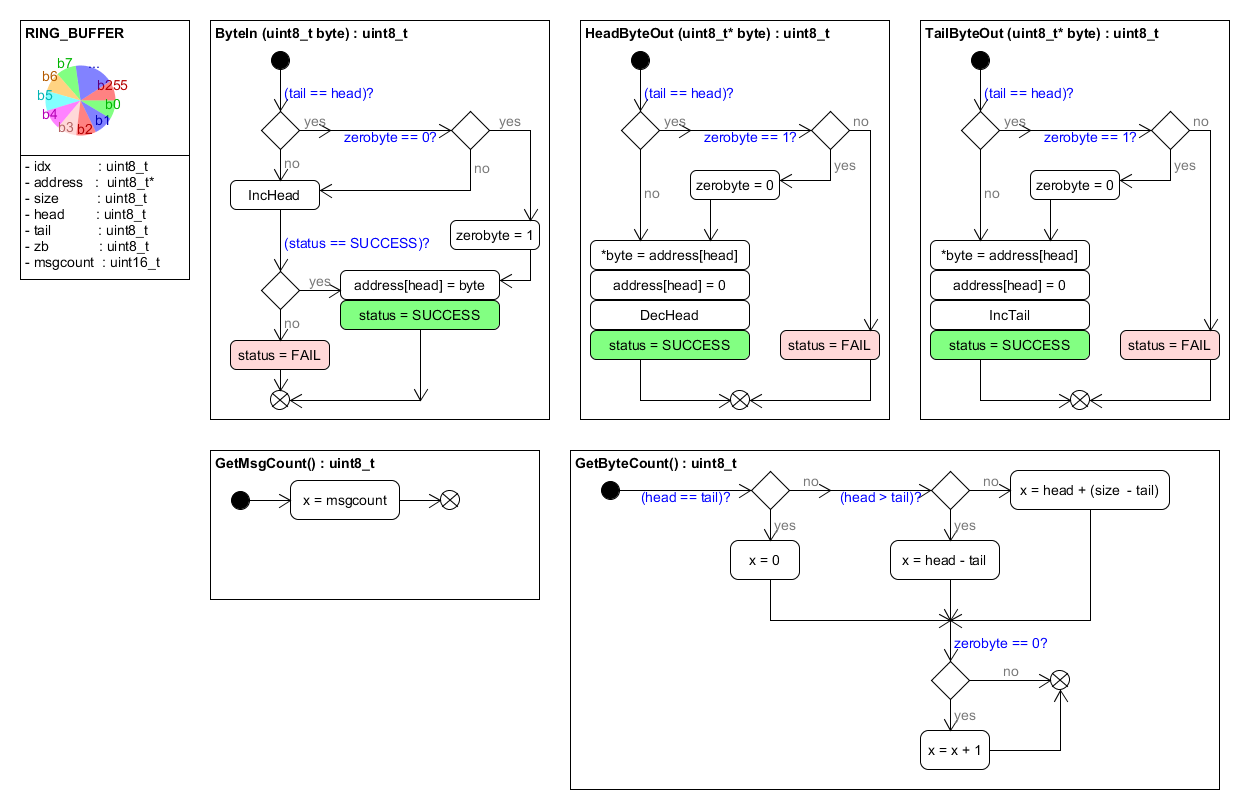 RING_BUFFER
b7
...
b6
b255
b5
b0
b4
b1
b3
b2
- idx : uint8_t
- address : uint8_t*
- size : uint8_t
- head : uint8_t
- tail : uint8_t
- zb : uint8_t
- msgcount : uint16_t
ByteIn (uint8_t byte) : uint8_t
(tail == head)?
yes
zerobyte == 0?
yes
no
no
IncHead
zerobyte = 1
(status == SUCCESS)?
yes
address[head] = byte
status = SUCCESS
no
status = FAIL
HeadByteOut (uint8_t* byte) : uint8_t
(tail == head)?
yes
zerobyte == 1?
no
yes
zerobyte = 0
no
*byte = address[head]
address[head] = 0
DecHead
status = SUCCESS
status = FAIL
TailByteOut (uint8_t* byte) : uint8_t
(tail == head)?
yes
zerobyte == 1?
no
yes
zerobyte = 0
no
*byte = address[head]
address[head] = 0
IncTail
status = SUCCESS
status = FAIL
GetMsgCount() : uint8_t
x = msgcount
GetByteCount() : uint8_t
(head == tail)?
no
(head > tail)?
no
x = head + (size - tail)
yes
yes
x = 0
x = head - tail
zerobyte == 0?
no
yes
x = x + 1